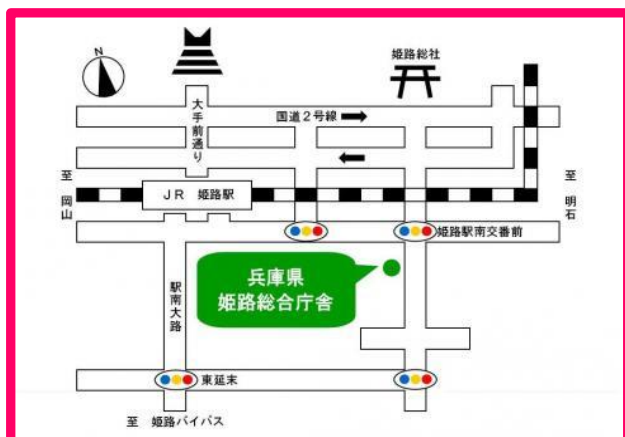 N
姫路総社
大手前通り
国道2号線
至 岡山
JR 姫路駅
至 明石
姫路駅南交番前
兵庫県
姫路総合庁舎
駅南大路
東延末
至 姫路バイパス